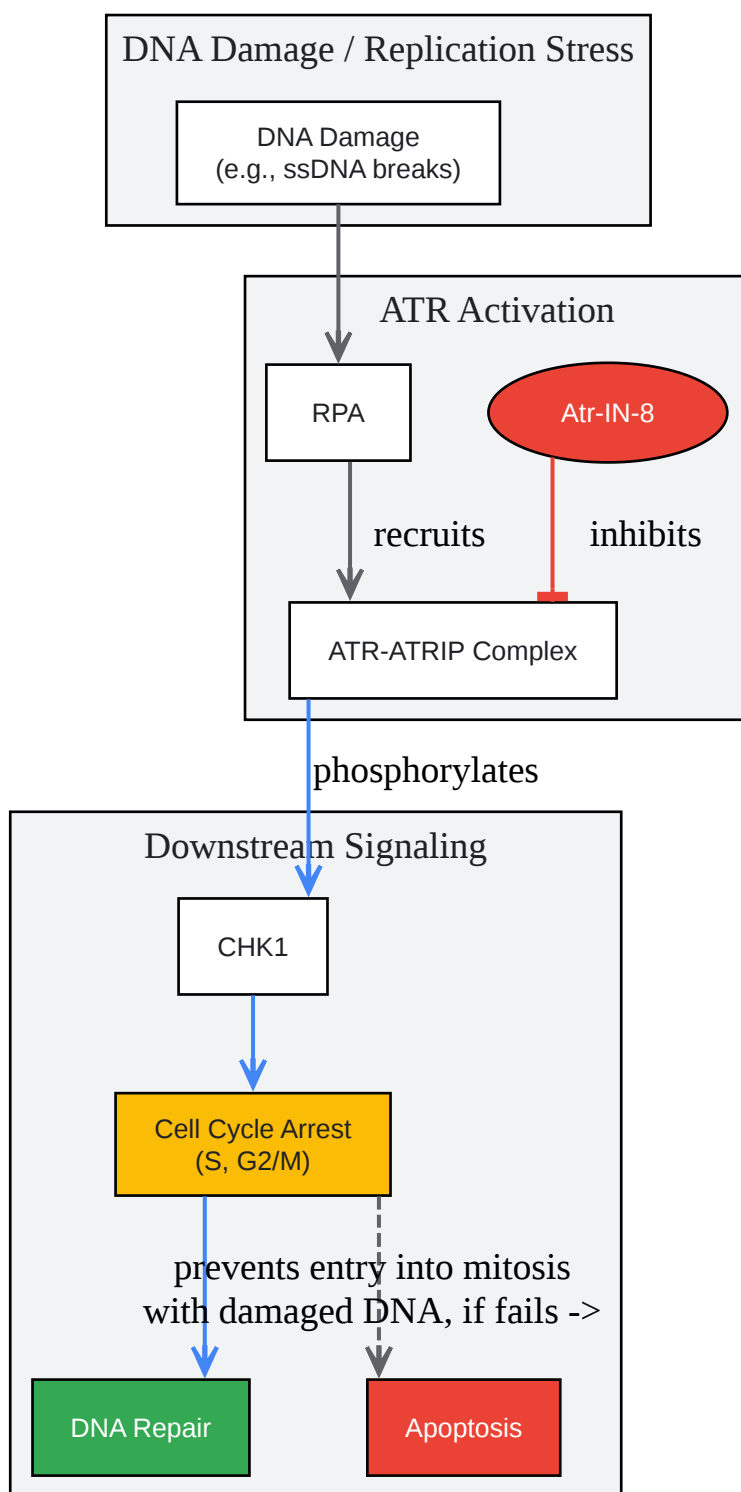 DNA Damage / Replication Stress
DNA Damage
(e.g., ssDNA breaks)
ATR Activation
RPA
Atr-IN-8
recruits
inhibits
ATR-ATRIP Complex
phosphorylates
Downstream Signaling
CHK1
Cell Cycle Arrest
(S, G2/M)
prevents entry into mitosis
with damaged DNA, if fails ->
DNA Repair
Apoptosis